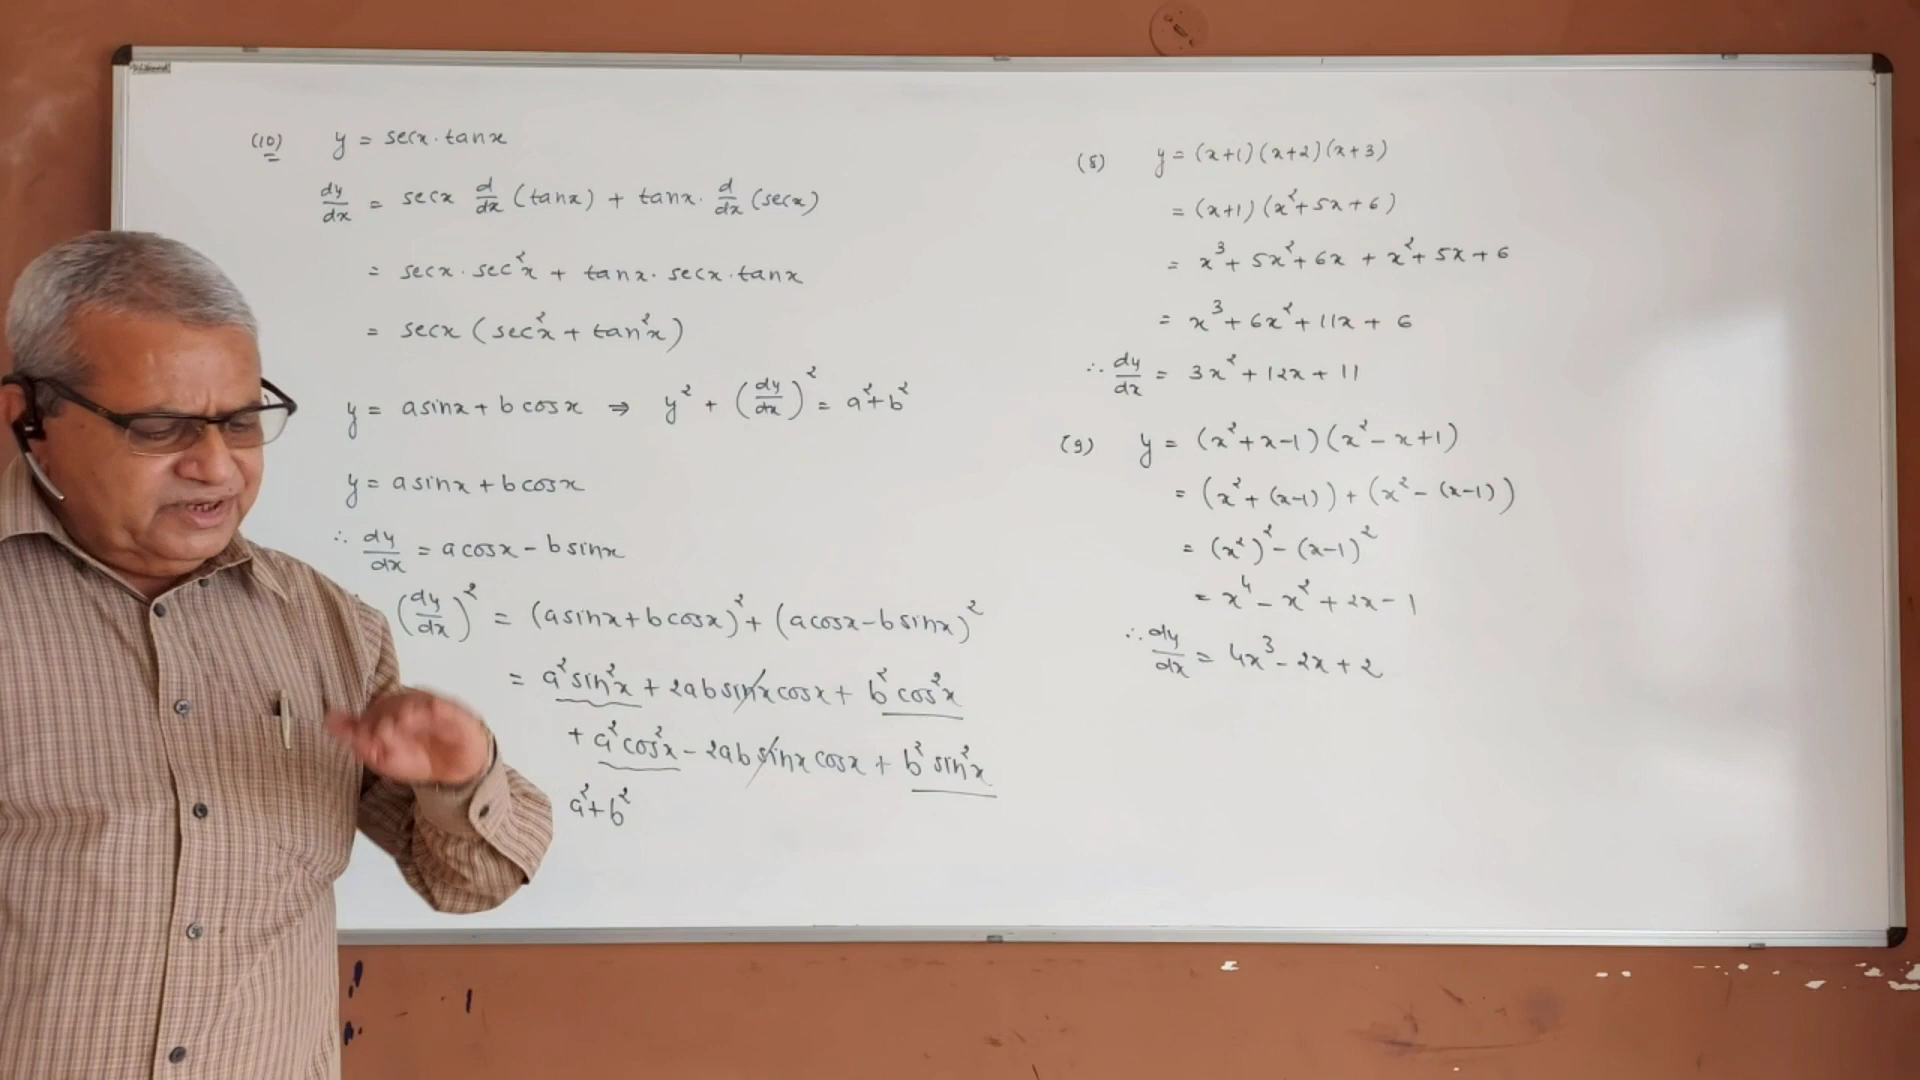 (10) y = secx·tanx
dy/dx = secx d/dx (tanx) + tanx· d/dx (secx)
= secx·sec²x + tanx·secx·tanx
= secx (sec²x + tan²x)
y = asinx + bcosx ⇒ y² + (dy/dx)² = a²+b²
y = asinx + bcosx
∴ dy/dx = acosx − bsinx
(dy/dx)² = (asinx+bcosx)² + (acosx−bsinx)²
= a²sin²x + 2absinxcosx + b²cos²x
+ a²cos²x − 2absinxcosx + b²sin²x
a²+b²
(8) y = (x+1)(x+2)(x+3)
= (x+1)(x²+5x+6)
= x³+5x²+6x + x²+5x+6
= x³+6x²+11x+6
∴ dy/dx = 3x²+12x+11
(9) y = (x²+x−1)(x²−x+1)
= (x²+(x−1))+(x²−(x−1))
= (x²)²−(x−1)²
= x⁴−x²+2x−1
∴ dy/dx = 4x³−2x+2